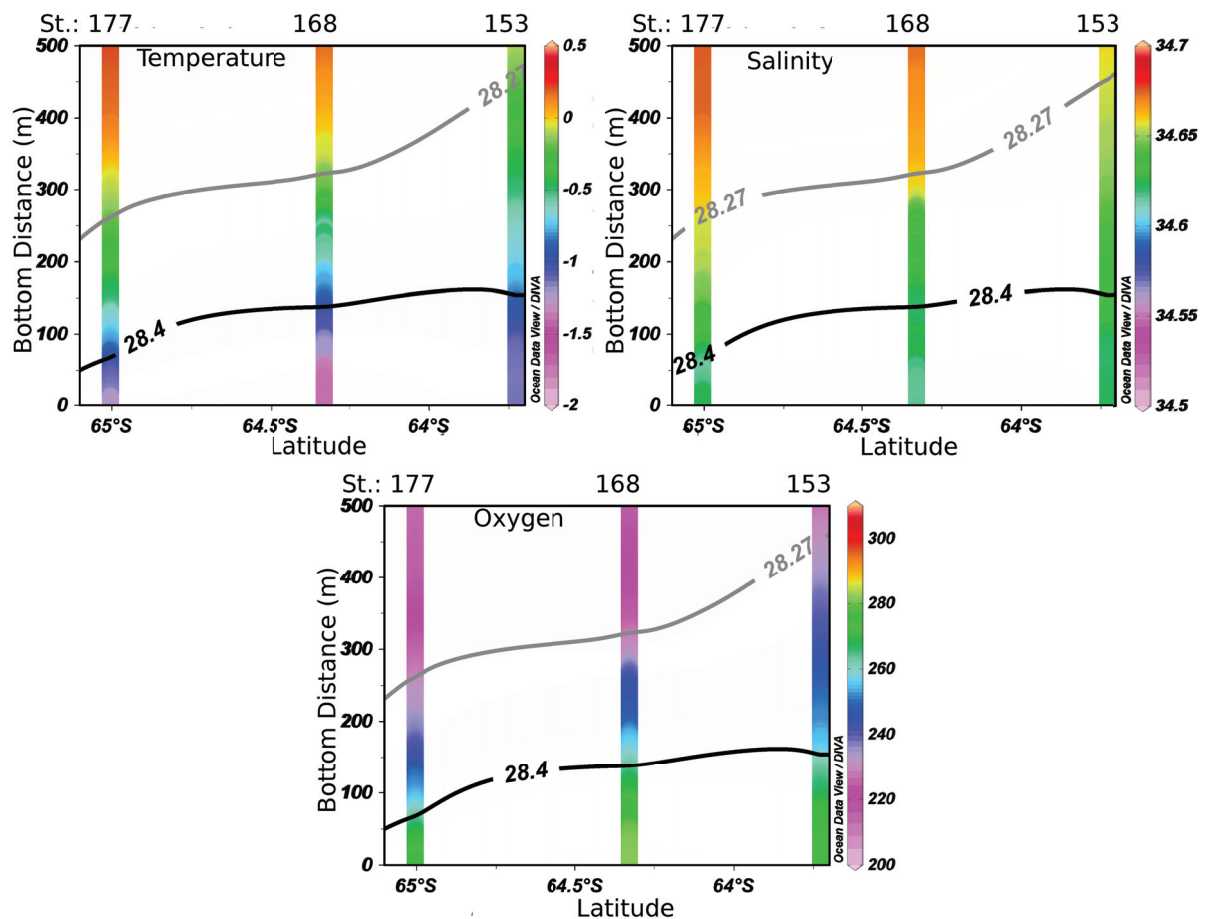 St.: 177 168 153
Temperature
Bottom Distance (m)
500
400
300
200
100
0
28.27
28.4
65°S 64.5°S 64°S
Latitude
0.5
0
-0.5
-1
-1.5
-2
Ocean Data View / DIVA
St.: 177 168 153
Salinity
Bottom Distance (m)
500
400
300
200
100
0
28.27
28.27
28.4
28.4
65°S 64.5°S 64°S
Latitude
34.7
34.65
34.6
34.55
34.5
Ocean Data View / DIVA
St.: 177 168 153
Oxygen
Bottom Distance (m)
500
400
300
200
100
0
28.27
28.4
65°S 64.5°S 64°S
Latitude
300
280
260
240
220
200
Ocean Data View / DIVA